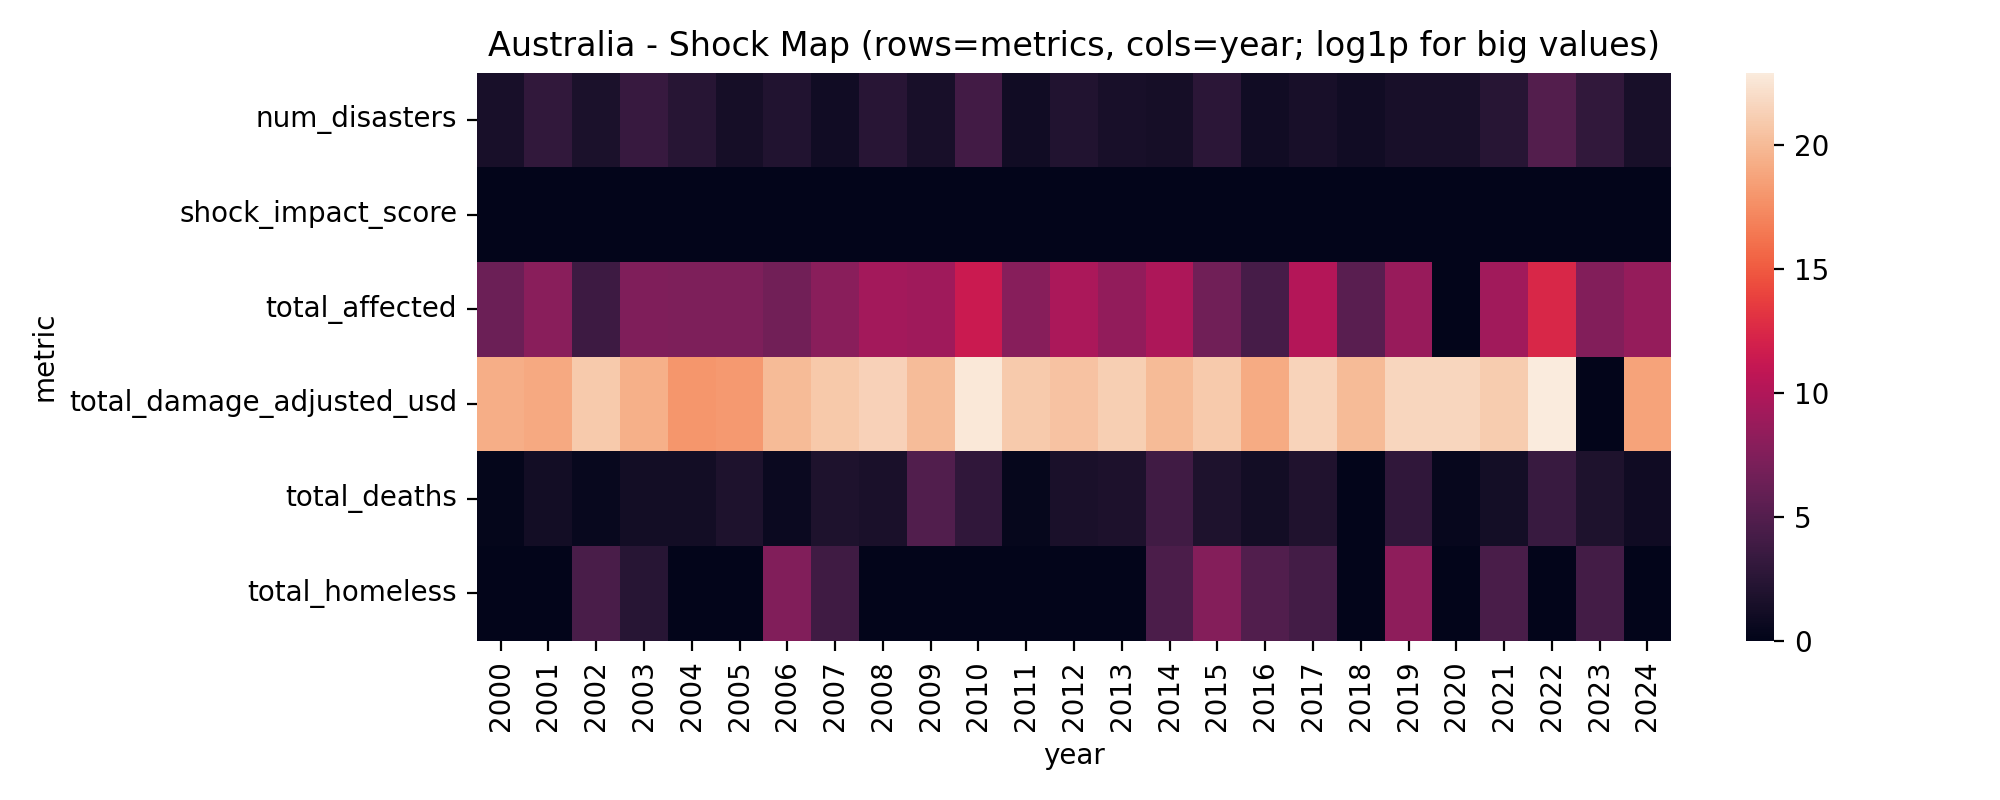 Australia - Shock Map (rows=metrics, cols=year; log1p for big values)
metric
num_disasters
shock_impact_score
total_affected
total_damage_adjusted_usd
total_deaths
total_homeless
2000 2001 2002 2003 2004 2005 2006 2007 2008 2009 2010 2011 2012 2013 2014 2015 2016 2017 2018 2019 2020 2021 2022 2023 2024
year
20
15
10
5
0